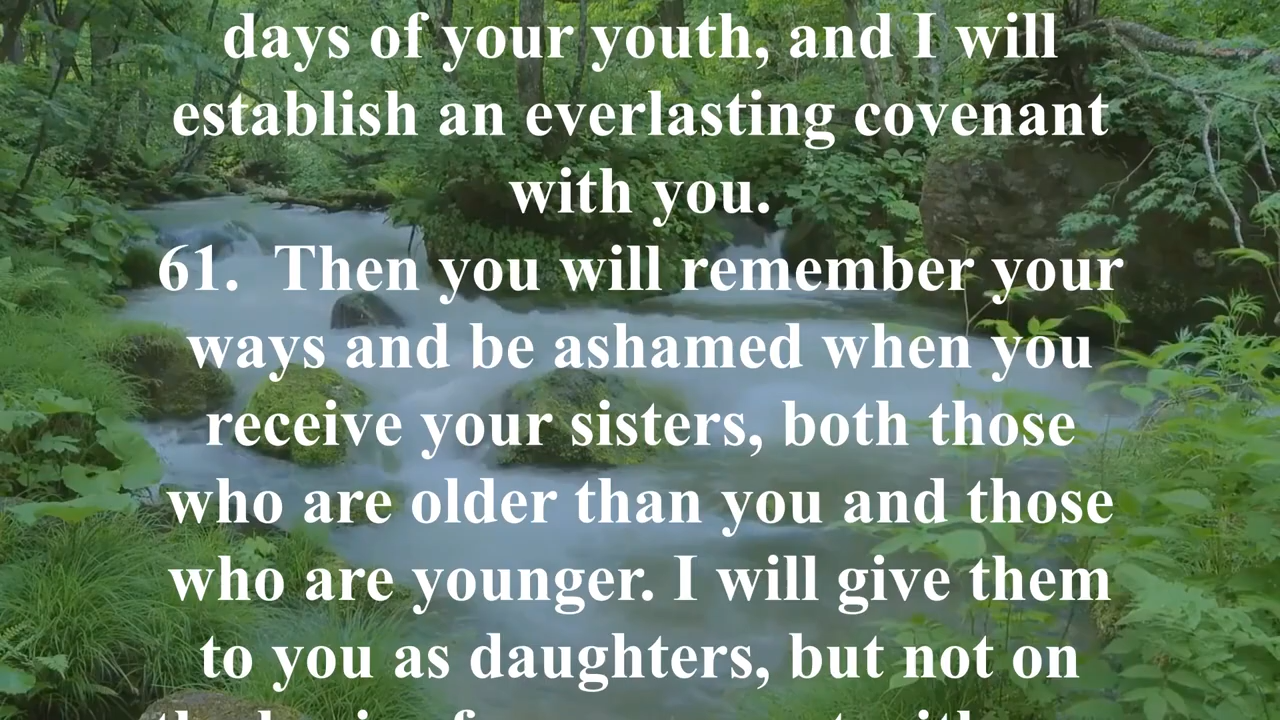 days of your youth, and I will
establish an everlasting covenant
with you.
61.  Then you will remember your
ways and be ashamed when you
receive your sisters, both those
who are older than you and those
who are younger. I will give them
to you as daughters, but not on